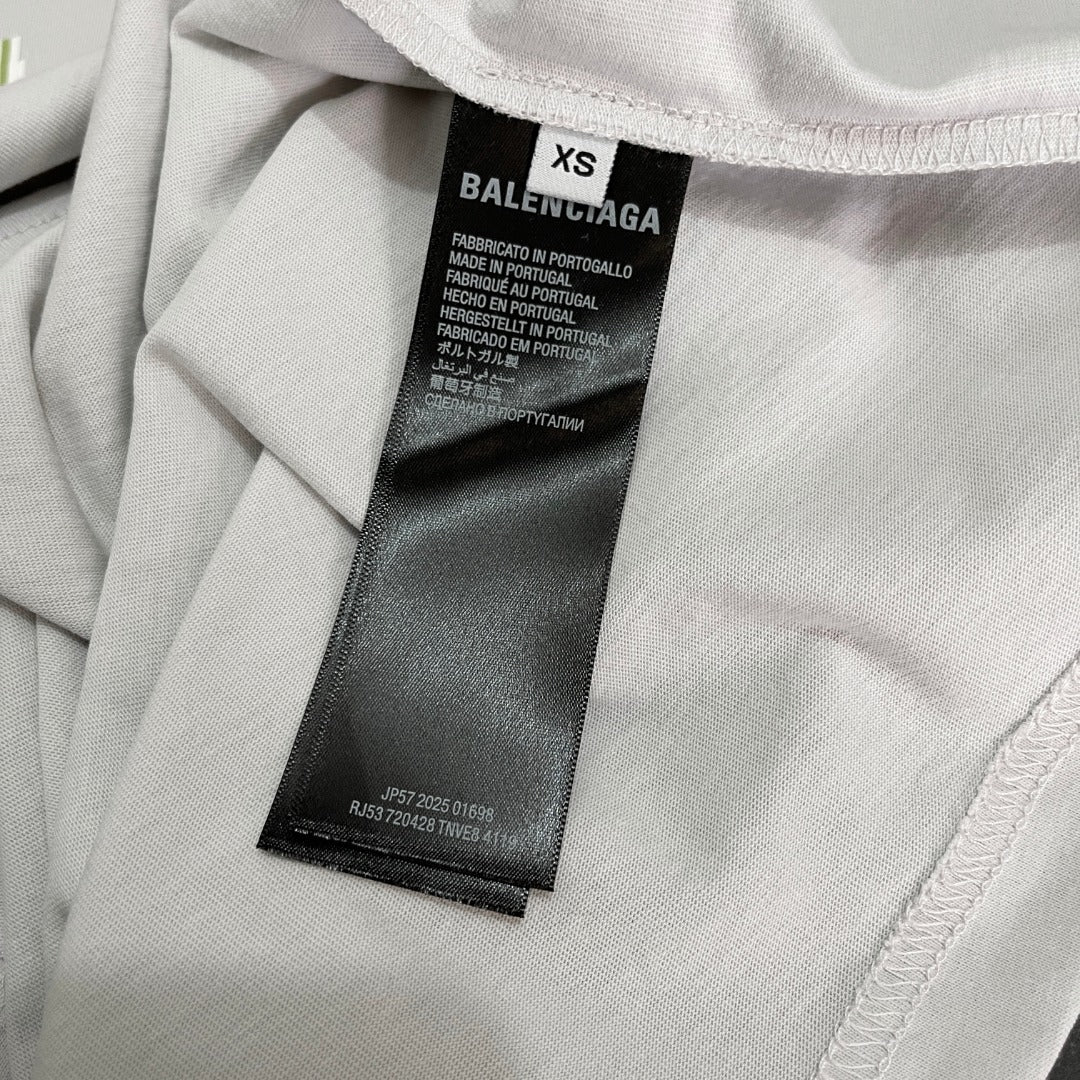 XS
BALENCIAGA
FABBRICATO IN PORTOGALLO
MADE IN PORTUGAL
FABRIQUÉ AU PORTUGAL
HECHO EN PORTUGAL
HERGESTELLT IN PORTUGAL
FABRICADO EM PORTUGAL
ポルトガル製
صنع في البرتغال
葡萄牙制造
СДЕЛАНО В ПОРТУГАЛИИ
JP57 2025 01698
RJ53 720428 TNVE8